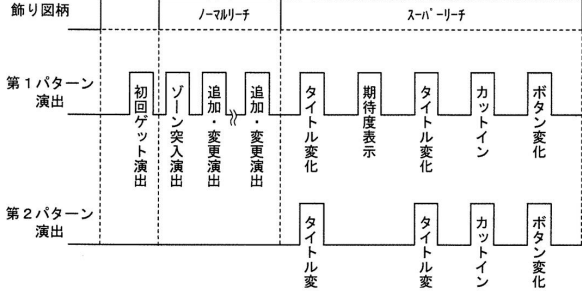 飾り図柄
ノーマルリーチ
スーパーリーチ
第1パターン
演出
初回ゲット演出
ゾーン突入演出
追加・変更演出
追加・変更演出
タイトル変化
期待度表示
タイトル変化
カットイン
ボタン変化
第2パターン
演出
タイトル変
タイトル変
カットイン
ボタン変化